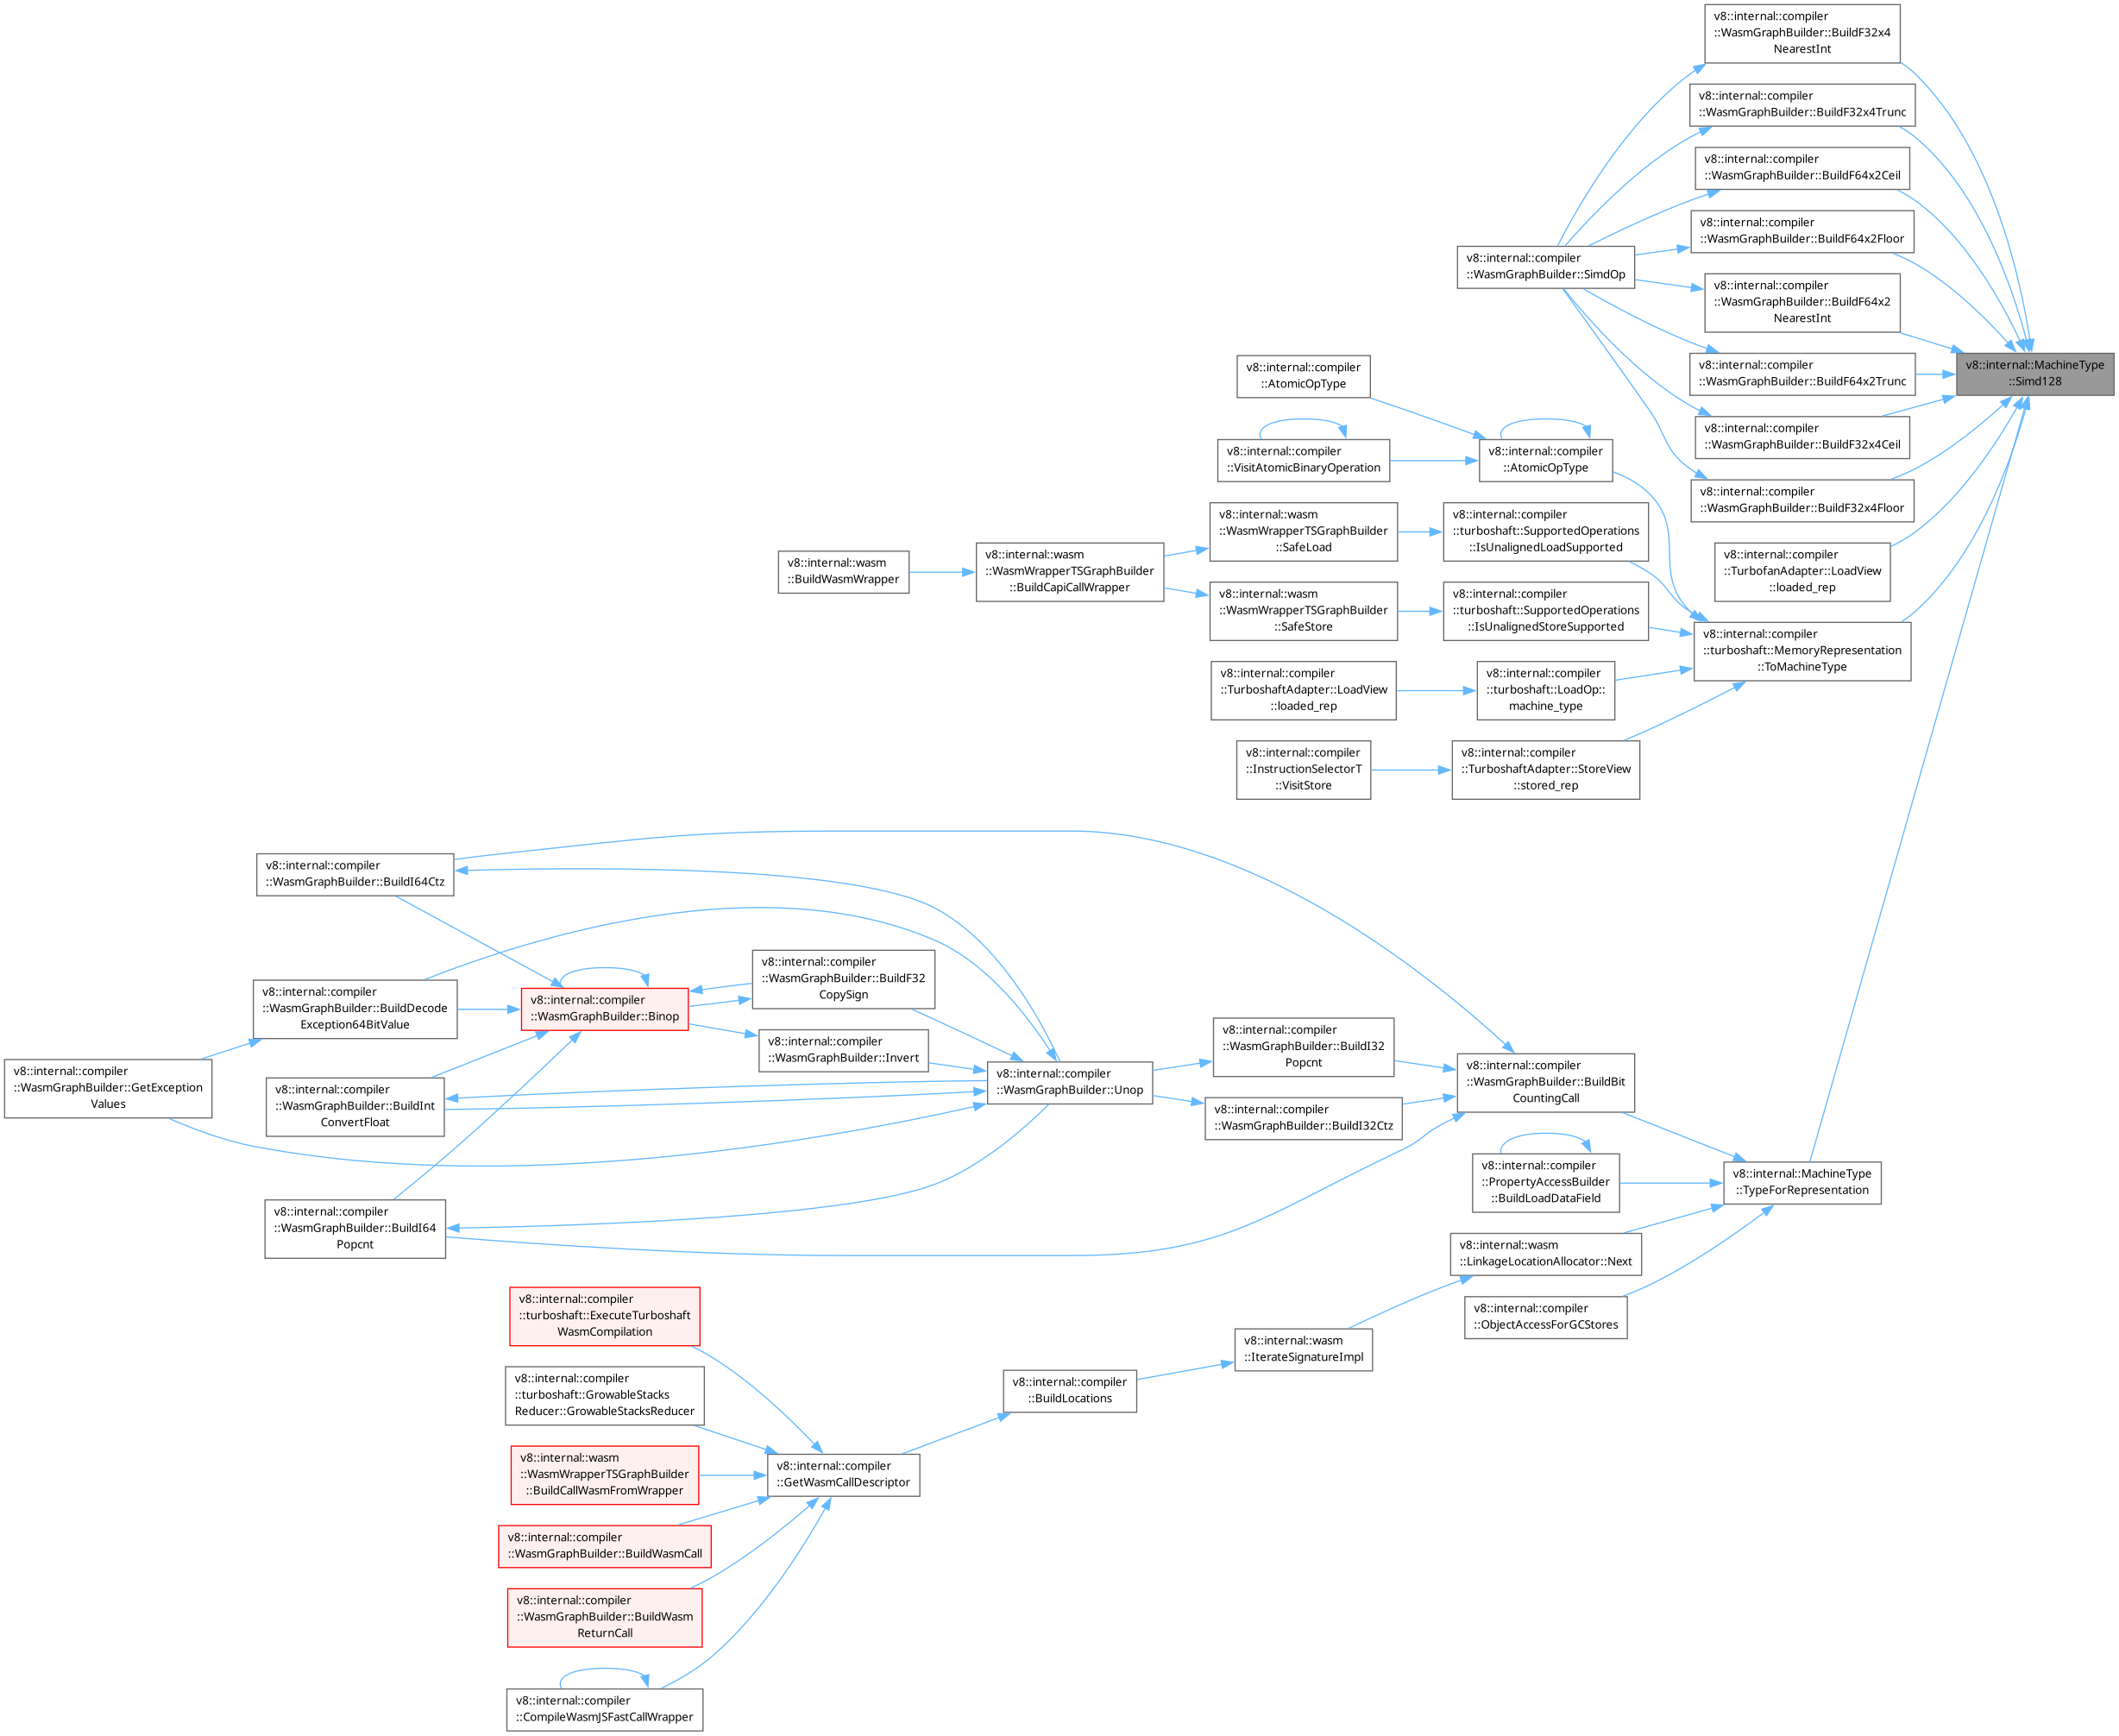 v8::internal::compiler
::WasmGraphBuilder::BuildF32x4
NearestInt
v8::internal::compiler
::WasmGraphBuilder::BuildF32x4Trunc
v8::internal::compiler
::WasmGraphBuilder::BuildF64x2Ceil
v8::internal::compiler
::WasmGraphBuilder::BuildF64x2Floor
v8::internal::compiler
::WasmGraphBuilder::SimdOp
v8::internal::compiler
::WasmGraphBuilder::BuildF64x2
NearestInt
v8::internal::compiler
::WasmGraphBuilder::BuildF64x2Trunc
v8::internal::MachineType
::Simd128
v8::internal::compiler
::AtomicOpType
v8::internal::compiler
::WasmGraphBuilder::BuildF32x4Ceil
v8::internal::compiler
::VisitAtomicBinaryOperation
v8::internal::compiler
::AtomicOpType
v8::internal::compiler
::WasmGraphBuilder::BuildF32x4Floor
v8::internal::wasm
::WasmWrapperTSGraphBuilder
::SafeLoad
v8::internal::compiler
::turboshaft::SupportedOperations
::IsUnalignedLoadSupported
v8::internal::compiler
::TurbofanAdapter::LoadView
::loaded_rep
v8::internal::wasm
::BuildWasmWrapper
v8::internal::wasm
::WasmWrapperTSGraphBuilder
::BuildCapiCallWrapper
v8::internal::wasm
::WasmWrapperTSGraphBuilder
::SafeStore
v8::internal::compiler
::turboshaft::SupportedOperations
::IsUnalignedStoreSupported
v8::internal::compiler
::turboshaft::MemoryRepresentation
::ToMachineType
v8::internal::compiler
::TurboshaftAdapter::LoadView
::loaded_rep
v8::internal::compiler
::turboshaft::LoadOp::
machine_type
v8::internal::compiler
::InstructionSelectorT
::VisitStore
v8::internal::compiler
::TurboshaftAdapter::StoreView
::stored_rep
v8::internal::compiler
::WasmGraphBuilder::BuildI64Ctz
v8::internal::compiler
::WasmGraphBuilder::BuildF32
CopySign
v8::internal::compiler
::WasmGraphBuilder::BuildDecode
Exception64BitValue
v8::internal::compiler
::WasmGraphBuilder::Binop
v8::internal::compiler
::WasmGraphBuilder::Invert
v8::internal::compiler
::WasmGraphBuilder::BuildI32
Popcnt
v8::internal::compiler
::WasmGraphBuilder::GetException
Values
v8::internal::compiler
::WasmGraphBuilder::BuildInt
ConvertFloat
v8::internal::compiler
::WasmGraphBuilder::Unop
v8::internal::compiler
::WasmGraphBuilder::BuildI32Ctz
v8::internal::compiler
::WasmGraphBuilder::BuildBit
CountingCall
v8::internal::compiler
::PropertyAccessBuilder
::BuildLoadDataField
v8::internal::MachineType
::TypeForRepresentation
v8::internal::compiler
::WasmGraphBuilder::BuildI64
Popcnt
v8::internal::wasm
::LinkageLocationAllocator::Next
v8::internal::compiler
::ObjectAccessForGCStores
v8::internal::compiler
::turboshaft::ExecuteTurboshaft
WasmCompilation
v8::internal::wasm
::IterateSignatureImpl
v8::internal::compiler
::turboshaft::GrowableStacks
Reducer::GrowableStacksReducer
v8::internal::compiler
::BuildLocations
v8::internal::wasm
::WasmWrapperTSGraphBuilder
::BuildCallWasmFromWrapper
v8::internal::compiler
::GetWasmCallDescriptor
v8::internal::compiler
::WasmGraphBuilder::BuildWasmCall
v8::internal::compiler
::WasmGraphBuilder::BuildWasm
ReturnCall
v8::internal::compiler
::CompileWasmJSFastCallWrapper